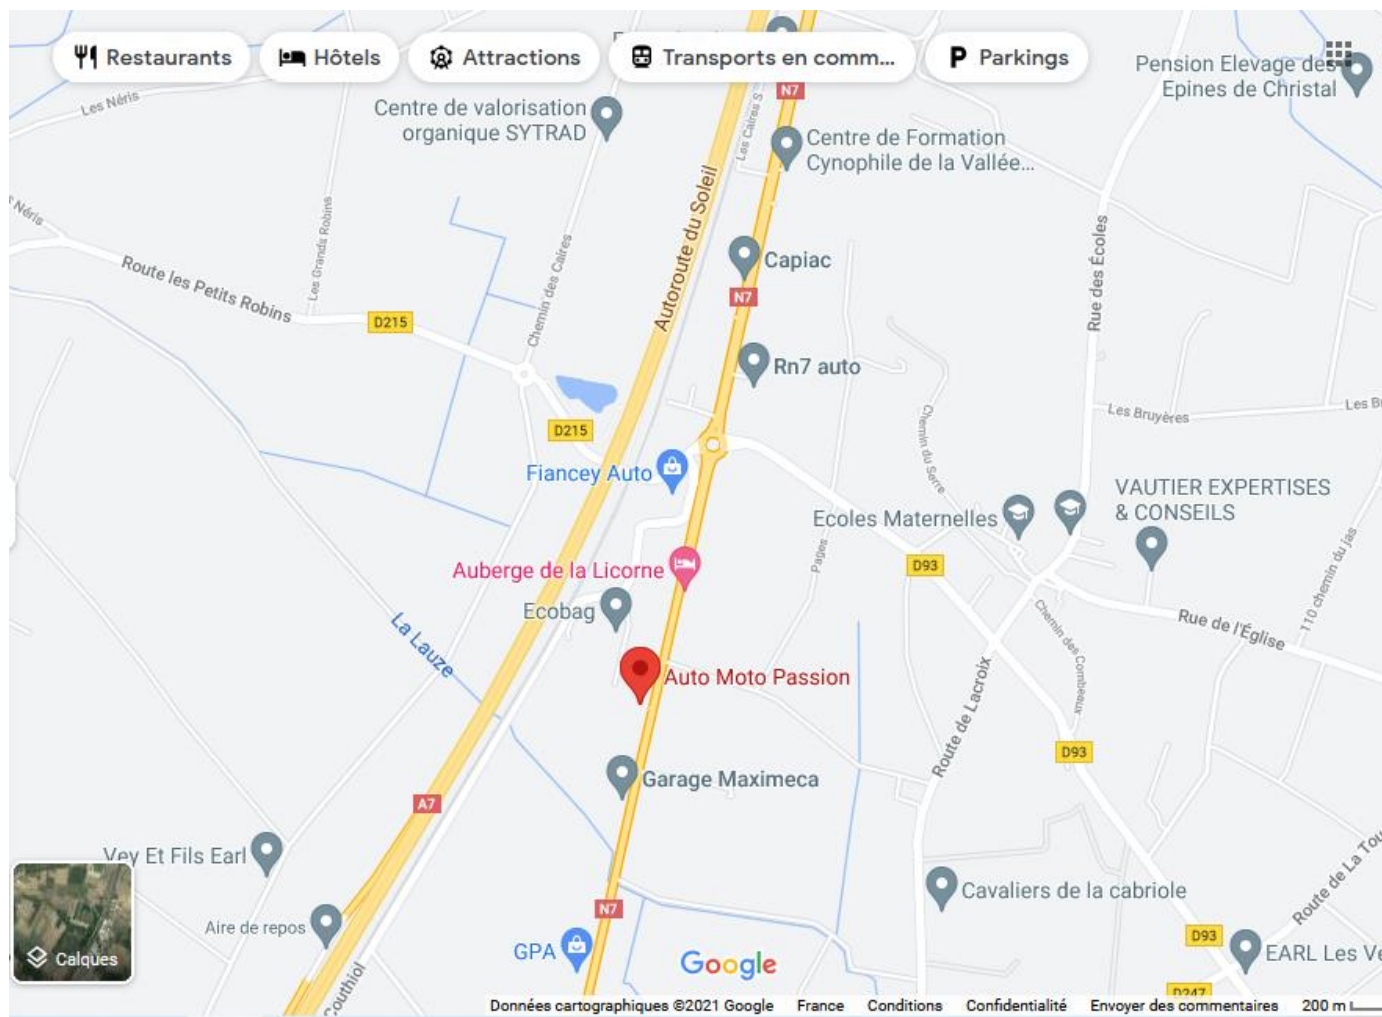 Restaurants
Hôtels
Attractions
Transports en comm...
P Parkings
Pension Elevage des
Epines de Christal
Les Néris
Centre de valorisation
organique SYTRAD
N7
Les Caires S
Centre de Formation
Cynophile de la Vallée...
Autoroute du Soleil
s Néris
Les Grands Robins
Route les Petits Robins
Chemin des Caires
Rue des Écoles
Capiac
N7
D215
Rn7 auto
Les Bruyères
Les Br
Chemin du Serre
D215
Fiancey Auto
VAUTIER EXPERTISES
& CONSEILS
Ecoles Maternelles
Pages
D93
Auberge de la Licorne
110 chemin du jas
Ecobag
La Lauze
Chemin des Combeaux
Rue de l'Église
Auto Moto Passion
Route de Lacroix
D93
Garage Maximeca
A7
Vey Et Fils Earl
Route de La Tou
Cavaliers de la cabriole
Aire de repos
N7
D93
GPA
EARL Les Ve
Calques
Google
D247
Couthiol
Données cartographiques ©2021 Google France Conditions Confidentialité Envoyer des commentaires 200 m